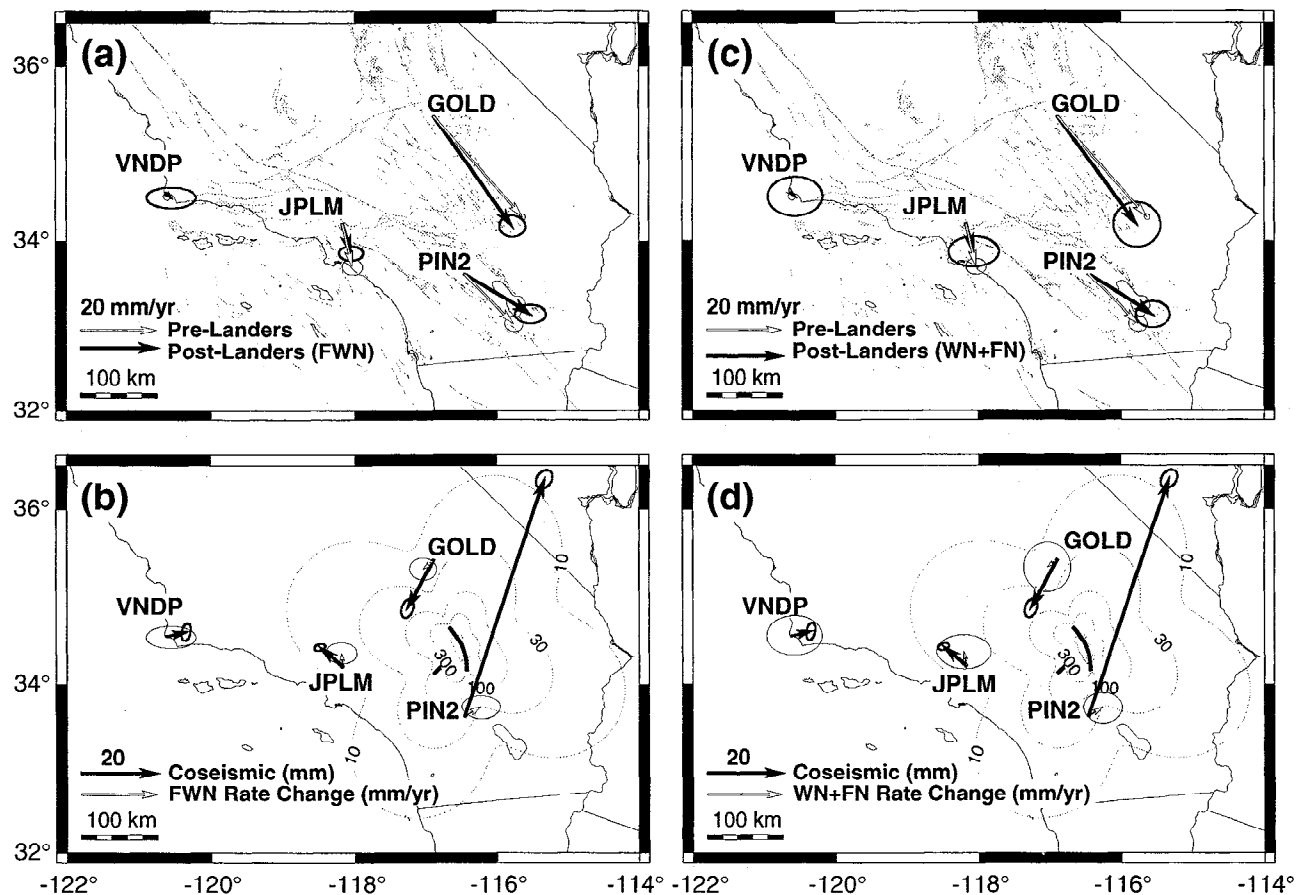 (a)
GOLD
VNDP
JPLM
PIN2
20 mm/yr
Pre-Landers
Post-Landers (FWN)
100 km
36°
34°
32°
(c)
GOLD
VNDP
JPLM
PIN2
20 mm/yr
Pre-Landers
Post-Landers (WN+FN)
100 km
(b)
GOLD
VNDP
JPLM
PIN2
10
30
300
100
10
20
Coseismic (mm)
FWN Rate Change (mm/yr)
100 km
36°
34°
32°
-122°
-120°
-118°
-116°
(d)
GOLD
VNDP
JPLM
PIN2
10
30
300
100
10
20
Coseismic (mm)
WN+FN Rate Change (mm/yr)
100 km
-122°
-120°
-118°
-116°
-114°